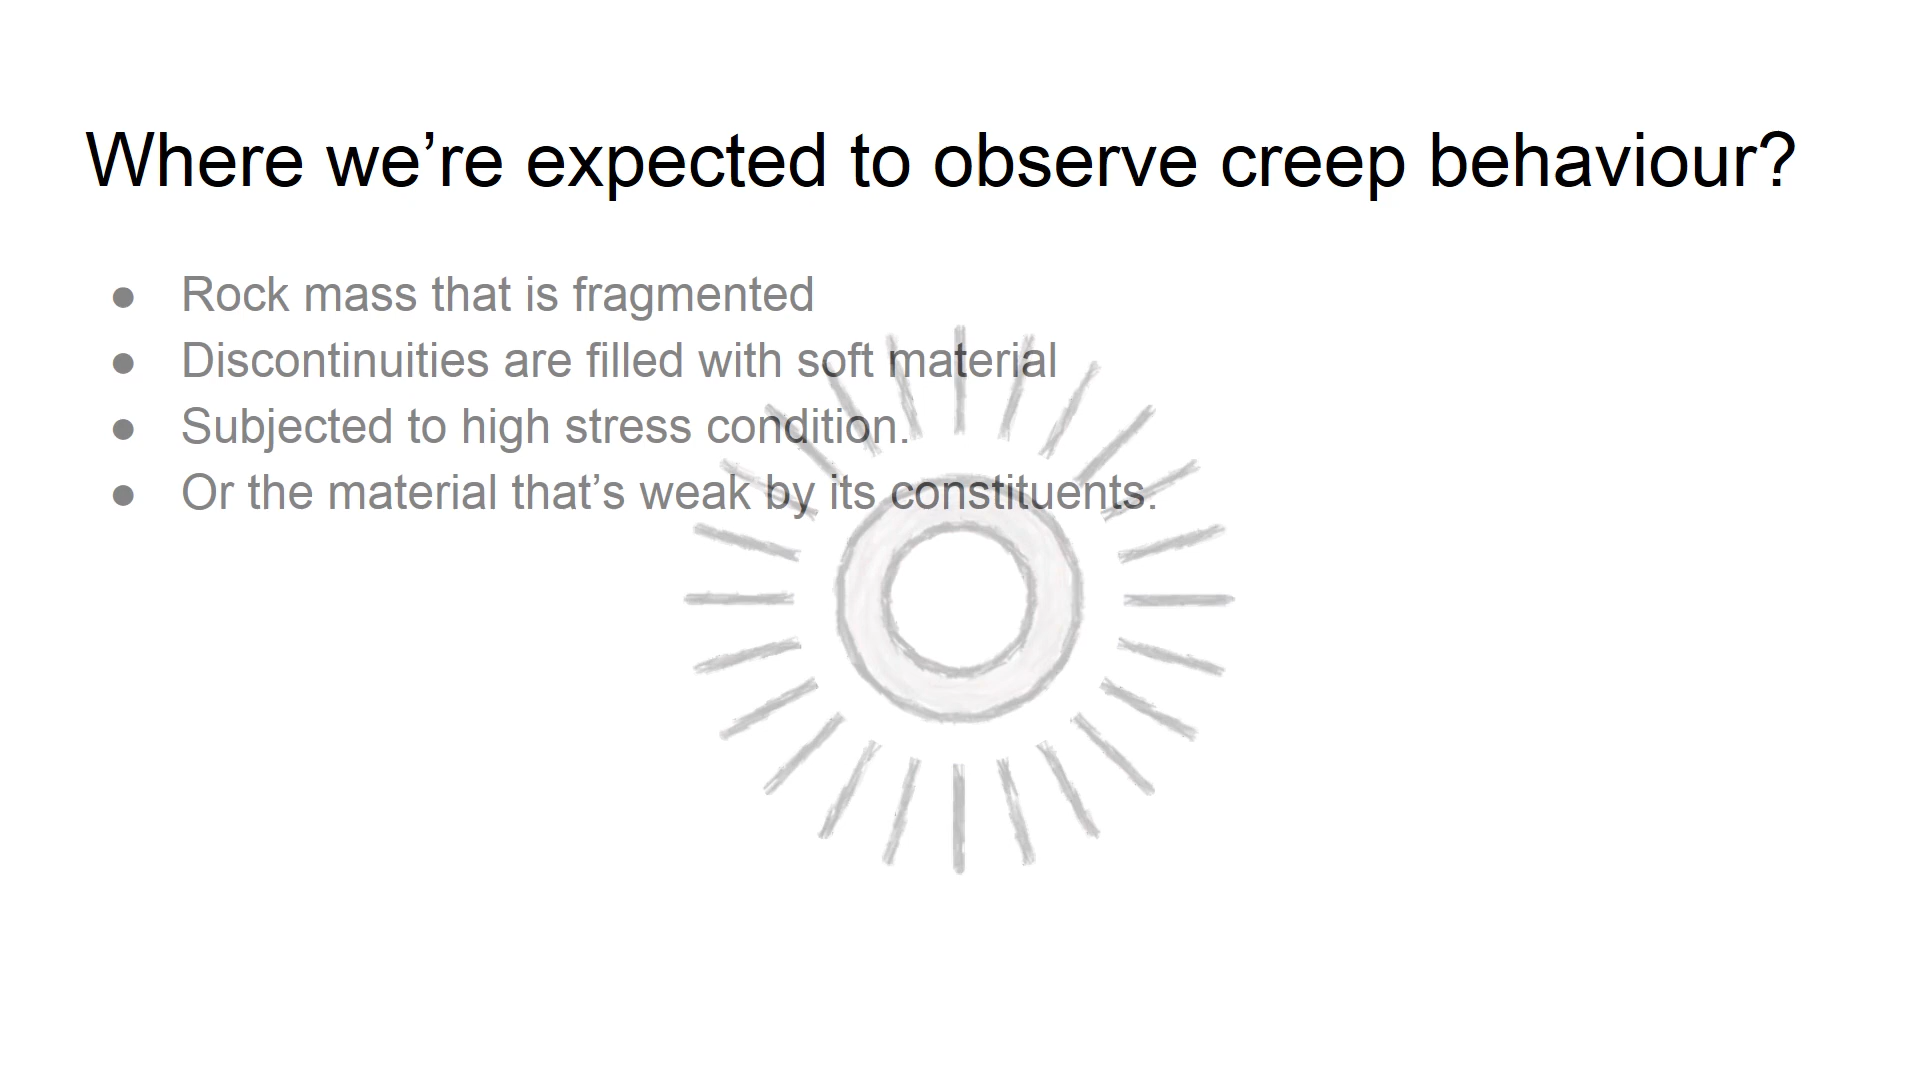 Where we’re expected to observe creep behaviour?
● Rock mass that is fragmented
● Discontinuities are filled with soft material
● Subjected to high stress condition.
● Or the material that’s weak by its constituents.